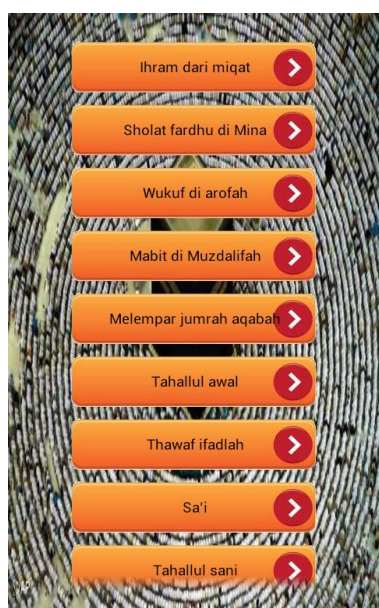 Ihram dari miqat
Sholat fardhu di Mina
Wukuf di arofah
Mabit di Muzdalifah
Melempar jumrah aqabah
Tahallul awal
Thawaf ifadlah
Sa'i
Tahallul sani